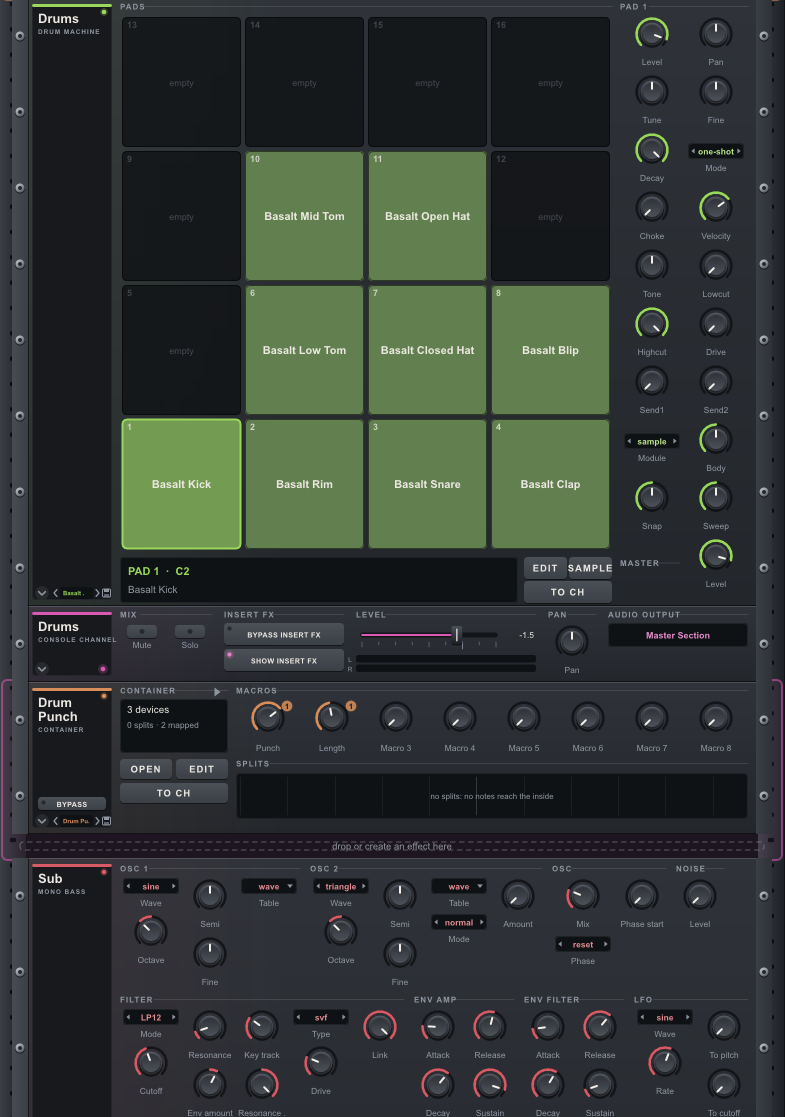 Drums
DRUM MACHINE
PADS
PAD 1
13
14
15
16
empty
empty
empty
empty
Level
Pan
Tune
Fine
9
10
11
12
empty
Basalt Mid Tom
Basalt Open Hat
empty
one-shot
Decay
Mode
Choke
Velocity
Tone
Lowcut
5
6
7
8
empty
Basalt Low Tom
Basalt Closed Hat
Basalt Blip
Highcut
Drive
Send1
Send2
1
2
3
4
Basalt Kick
Basalt Rim
Basalt Snare
Basalt Clap
sample
Module
Body
Snap
Sweep
PAD 1 · C2
Basalt Kick
EDIT
SAMPLE
TO CH
MASTER
Level
Basalt .
Drums
CONSOLE CHANNEL
MIX
Mute
Solo
INSERT FX
BYPASS INSERT FX
SHOW INSERT FX
LEVEL
-1.5
L
R
PAN
Pan
AUDIO OUTPUT
Master Section
Drum
Punch
CONTAINER
BYPASS
Drum Pu.
CONTAINER
3 devices
0 splits · 2 mapped
OPEN
EDIT
TO CH
MACROS
1
1
Punch
Length
Macro 3
Macro 4
Macro 5
Macro 6
Macro 7
Macro 8
SPLITS
no splits: no notes reach the inside
drop or create an effect here
Sub
MONO BASS
OSC 1
OSC 2
OSC
NOISE
sine
Wave
Semi
wave
Table
triangle
Wave
Semi
wave
Table
normal
Mode
Amount
Mix
Phase start
Level
Octave
Fine
Octave
Fine
reset
Phase
FILTER
ENV AMP
ENV FILTER
LFO
LP12
Mode
Resonance
Key track
svf
Type
Link
Attack
Release
Attack
Release
sine
Wave
To pitch
Cutoff
Env amount
Resonance .
Drive
Decay
Sustain
Decay
Sustain
Rate
To cutoff